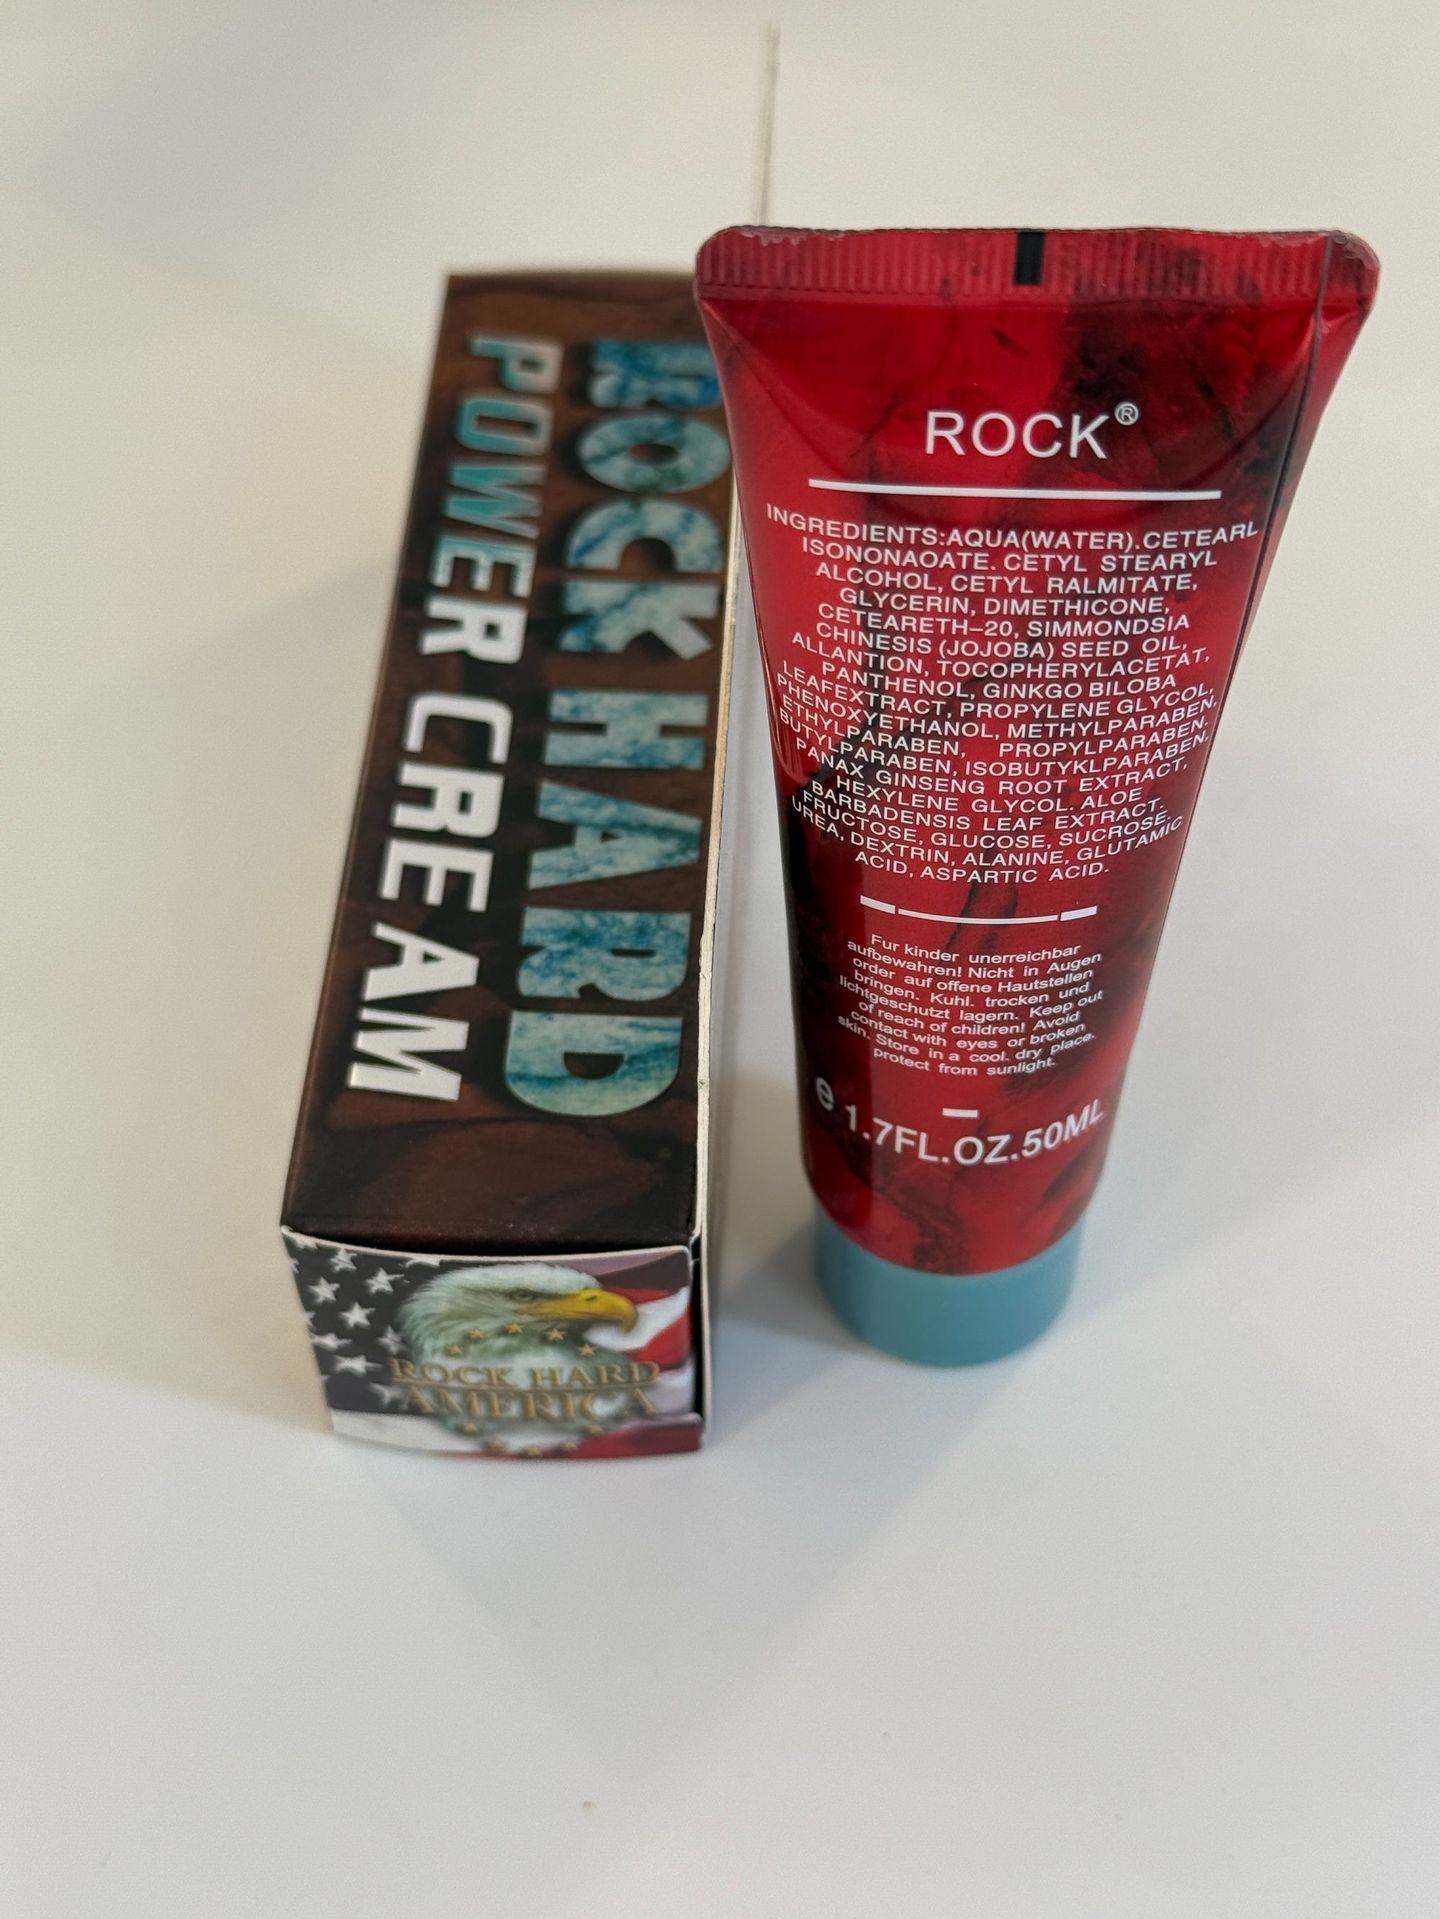 ROCK HARD
POWER CREAM
ROCK HARD
AMERICA
ROCK®
INGREDIENTS:AQUA(WATER).CETEARL
ISONONAOATE. CETYL STEARYL
ALCOHOL, CETYL RALMITATE,
GLYCERIN, DIMETHICONE,
CETEARETH-20, SIMMONDSIA
CHINESIS (JOJOBA) SEED OIL,
ALLANTION, TOCOPHERYLACETAT,
PANTHENOL, GINKGO BILOBA
LEAFEXTRACT, PROPYLENE GLYCOL,
PHENOXYETHANOL, METHYLPARABEN,
ETHYLPARABEN, PROPYLPARABEN.
BUTYLPARABEN, ISOBUTYKLPARABEN,
PANAX GINSENG ROOT EXTRACT,
HEXYLENE GLYCOL. ALOE
BARBADENSIS LEAF EXTRACT.
FRUCTOSE, GLUCOSE, SUCROSE,
UREA, DEXTRIN, ALANINE, GLUTAMIC
ACID, ASPARTIC ACID.
Fur kinder unerreichbar
aufbewahren! Nicht in Augen
order auf offene Hautstellen
bringen. Kuhl. trocken und
lichtgeschutzt lagern. Keep out
of reach of children! Avoid
contact with eyes or broken
skin. Store in a cool. dry place.
protect from sunlight.
e 1.7FL.OZ.50ML